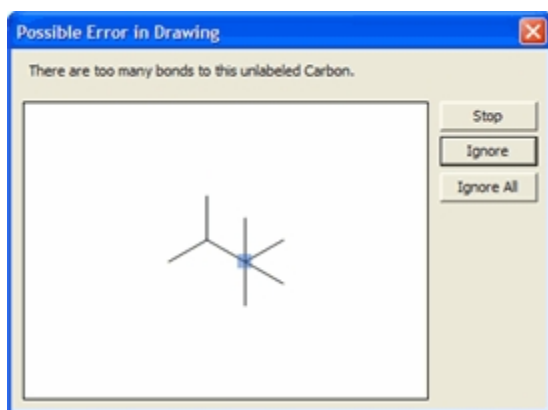 Possible Error in Drawing
There are too many bonds to this unlabeled Carbon.
Stop
Ignore
Ignore All